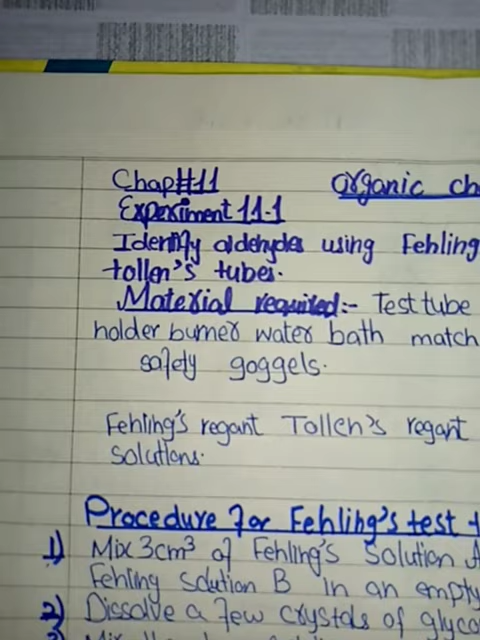 Chap#11 organic ch
Experiment 11.1
Identify aldehydes using Fehling
tollen's tubes.
Material required:- Test tube
holder burner water bath match
safety goggels.
Fehling's regant Tollen's regant
solutions.
Procedure for Fehling's test
1) Mix 3cm³ of Fehling's Solution A
Fehling solution B in an empty
2) Dissolve a few crystals of gluco